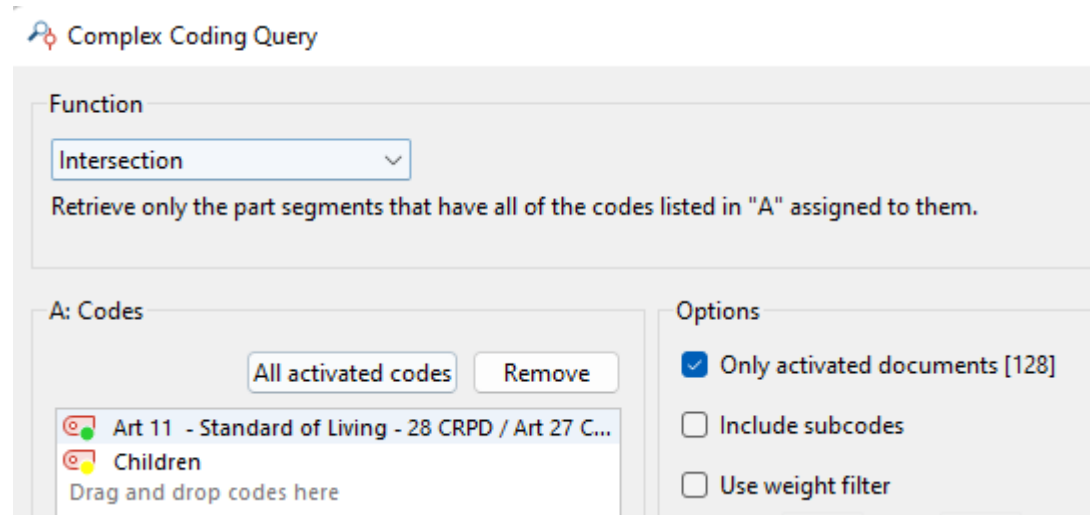 Complex Coding Query
Function
Intersection
Retrieve only the part segments that have all of the codes listed in "A" assigned to them.
A: Codes
All activated codes Remove
Art 11 - Standard of Living - 28 CRPD / Art 27 C...
Children
Drag and drop codes here
Options
Only activated documents [128]
Include subcodes
Use weight filter